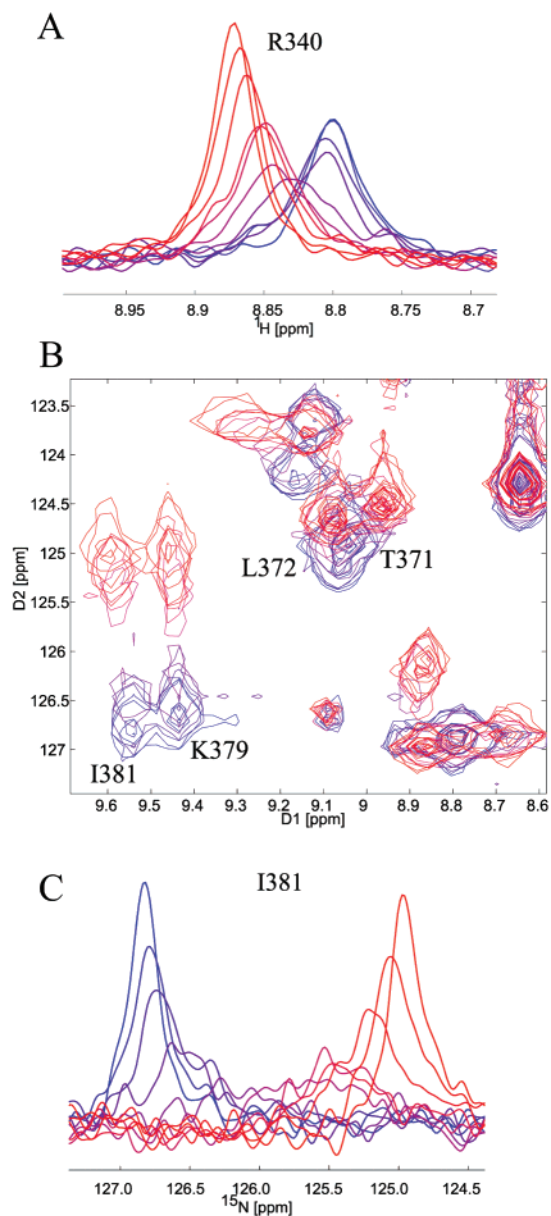 A
R340
8.95 8.9 8.85 8.8 8.75 8.7
1H [ppm]
B
123.5
124
124.5
125
125.5
126
126.5
127
D2 [ppm]
L372
T371
I381
K379
9.6 9.5 9.4 9.3 9.2 9.1 9 8.9 8.8 8.7 8.6
D1 [ppm]
C
I381
127.0 126.5 126.0 125.5 125.0 124.5
15N [ppm]